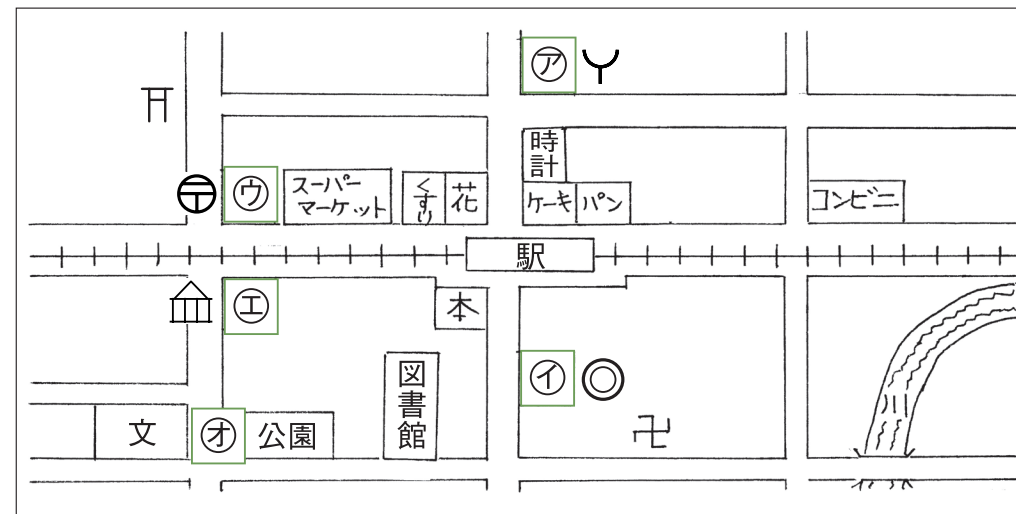 ㋐
時計
㋒
スーパー
マーケット
くすり
花
ケーキ
パン
コンビニ
駅
㋓
本
図書館
㋑
文
㋔
公園